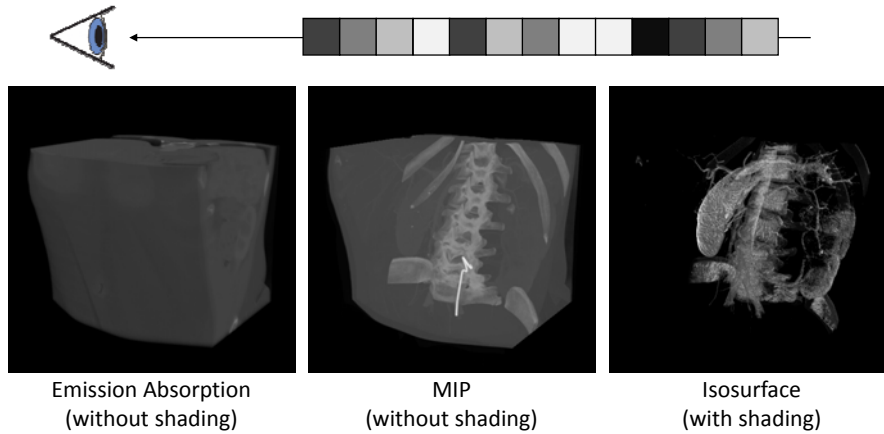 Emission Absorption
(without shading)
MIP
(without shading)
Isosurface
(with shading)